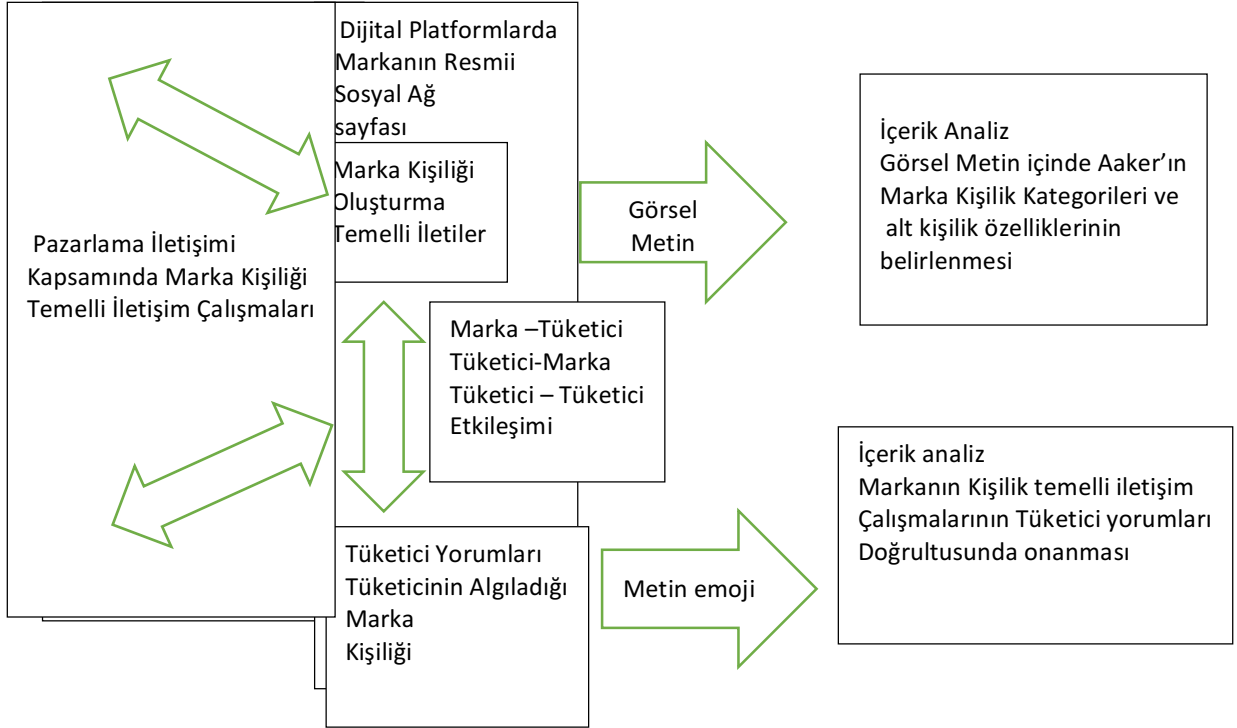 Pazarlama İletişimi
Kapsamında Marka Kişiliği
Temelli İletişim Çalışmaları
Dijital Platformlarda
Markanın Resmii
Sosyal Ağ
sayfası
Marka Kişiliği
Oluşturma
Temelli İletiler
Marka –Tüketici
Tüketici-Marka
Tüketici – Tüketici
Etkileşimi
Tüketici Yorumları
Tüketicinin Algıladığı
Marka
Kişiliği
Görsel
Metin
Metin emoji
İçerik Analiz
Görsel Metin içinde Aaker’ın
Marka Kişilik Kategorileri ve
alt kişilik özelliklerinin
belirlenmesi
İçerik analiz
Markanın Kişilik temelli iletişim
Çalışmalarının Tüketici yorumları
Doğrultusunda onanması